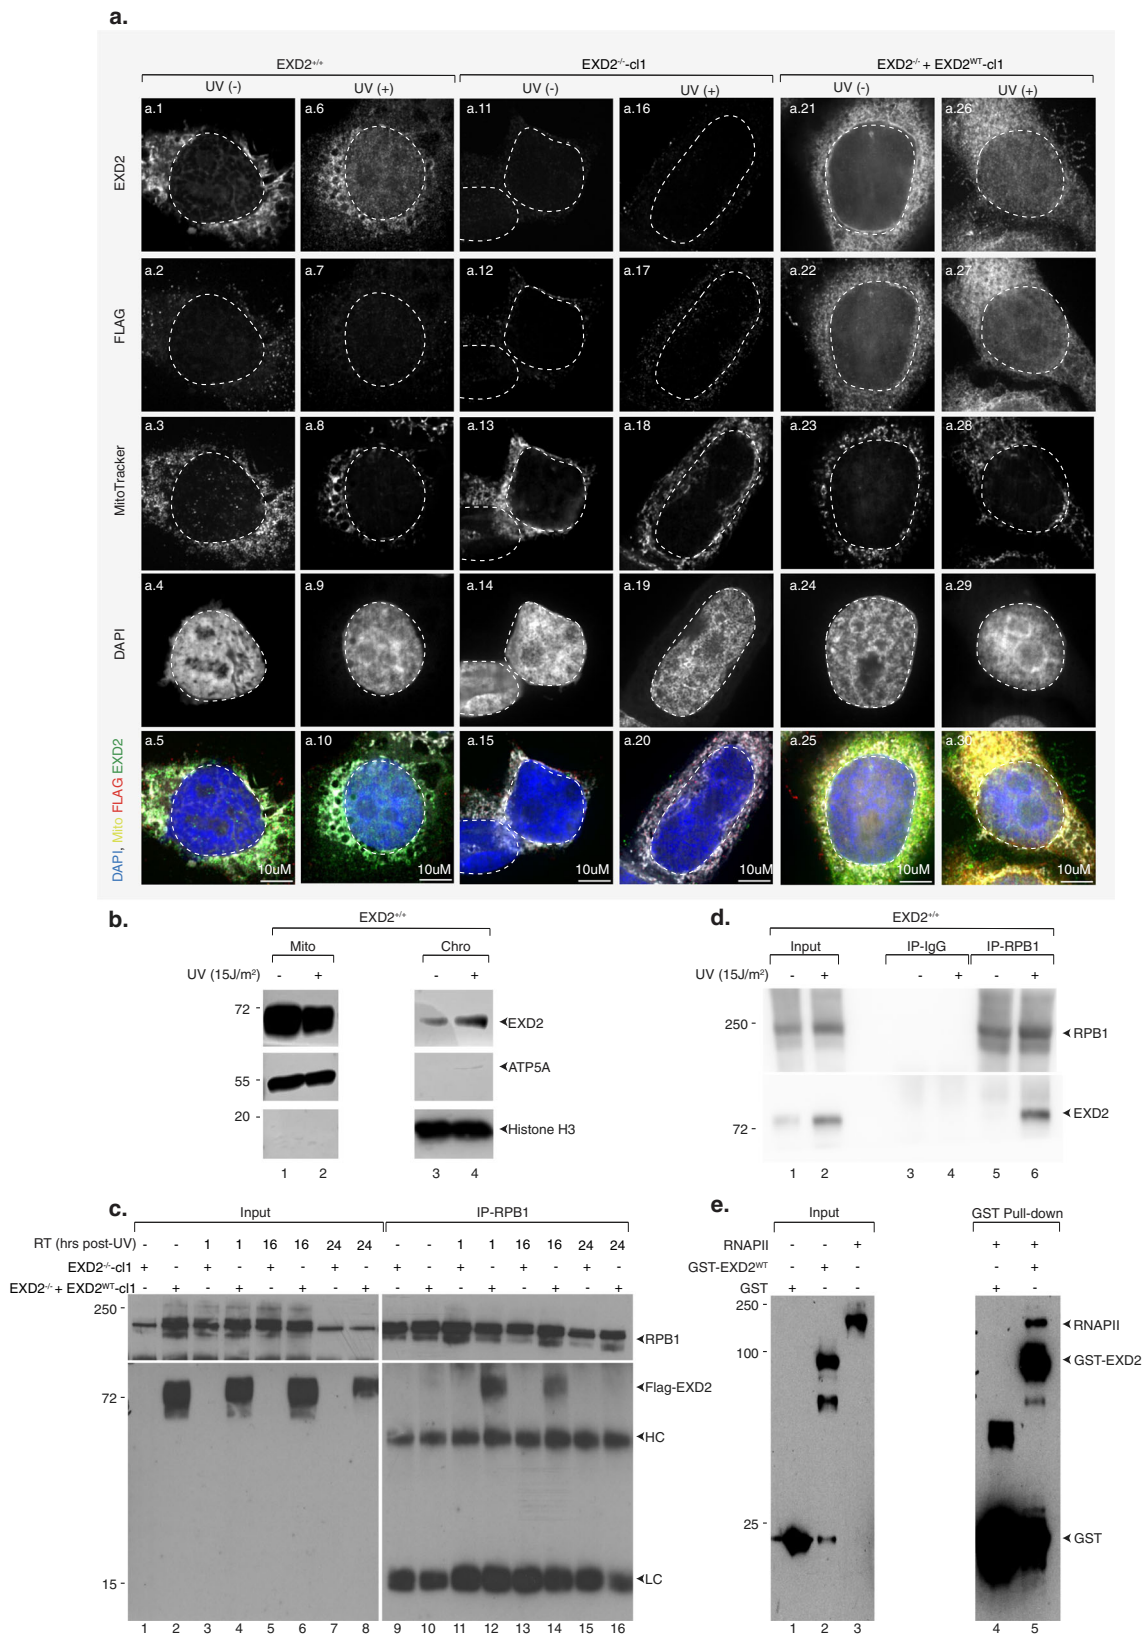 a.
EXD2+/+ EXD2-/--cl1 EXD2-/- + EXD2WT-cl1
UV (-) UV (+) UV (-) UV (+) UV (-) UV (+)
EXD2 a.1 a.6 a.11 a.16 a.21 a.26
FLAG a.2 a.7 a.12 a.17 a.22 a.27
MitoTracker a.3 a.8 a.13 a.18 a.23 a.28
DAPI a.4 a.9 a.14 a.19 a.24 a.29
DAPI, Mito FLAG EXD2 a.5 a.10 a.15 a.20 a.25 a.30
10uM 10uM 10uM 10uM 10uM 10uM
b.
EXD2+/+
Mito Chro
UV (15J/m²) - + - +
72 - EXD2
55 - ATP5A
20 - Histone H3
1 2 3 4
d.
EXD2+/+
Input IP-IgG IP-RPB1
UV (15J/m²) - + - + - +
250 - RPB1
72 - EXD2
1 2 3 4 5 6
c.
Input IP-RPB1
RT (hrs post-UV) - - 1 1 16 16 24 24 - - 1 1 16 16 24 24
EXD2-/--cl1 + - + - + - + - + - + - + - + -
EXD2-/- + EXD2WT-cl1 - + - + - + - + - + - + - + - +
250 - RPB1
72 - Flag-EXD2
HC
15 - LC
1 2 3 4 5 6 7 8 9 10 11 12 13 14 15 16
e.
Input GST Pull-down
RNAPII - - + + +
GST-EXD2WT - + - - +
GST + - - + -
250 - RNAPII
100 - GST-EXD2
25 - GST
1 2 3 4 5